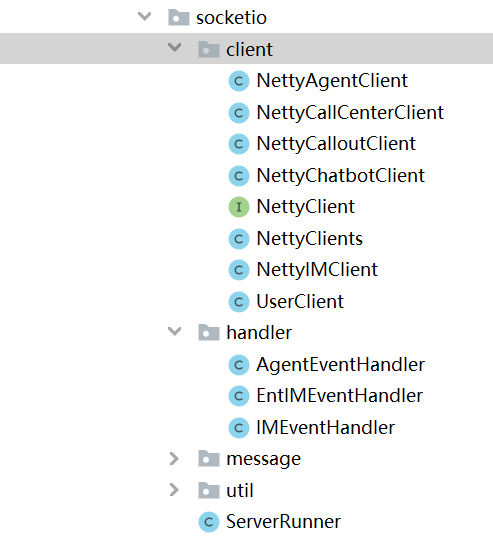 socketio
client
C NettyAgentClient
C NettyCallCenterClient
C NettyCalloutClient
C NettyChatbotClient
I NettyClient
C NettyClients
C NettyIMClient
C UserClient
handler
C AgentEventHandler
C EntIMEventHandler
C IMEventHandler
message
util
C ServerRunner